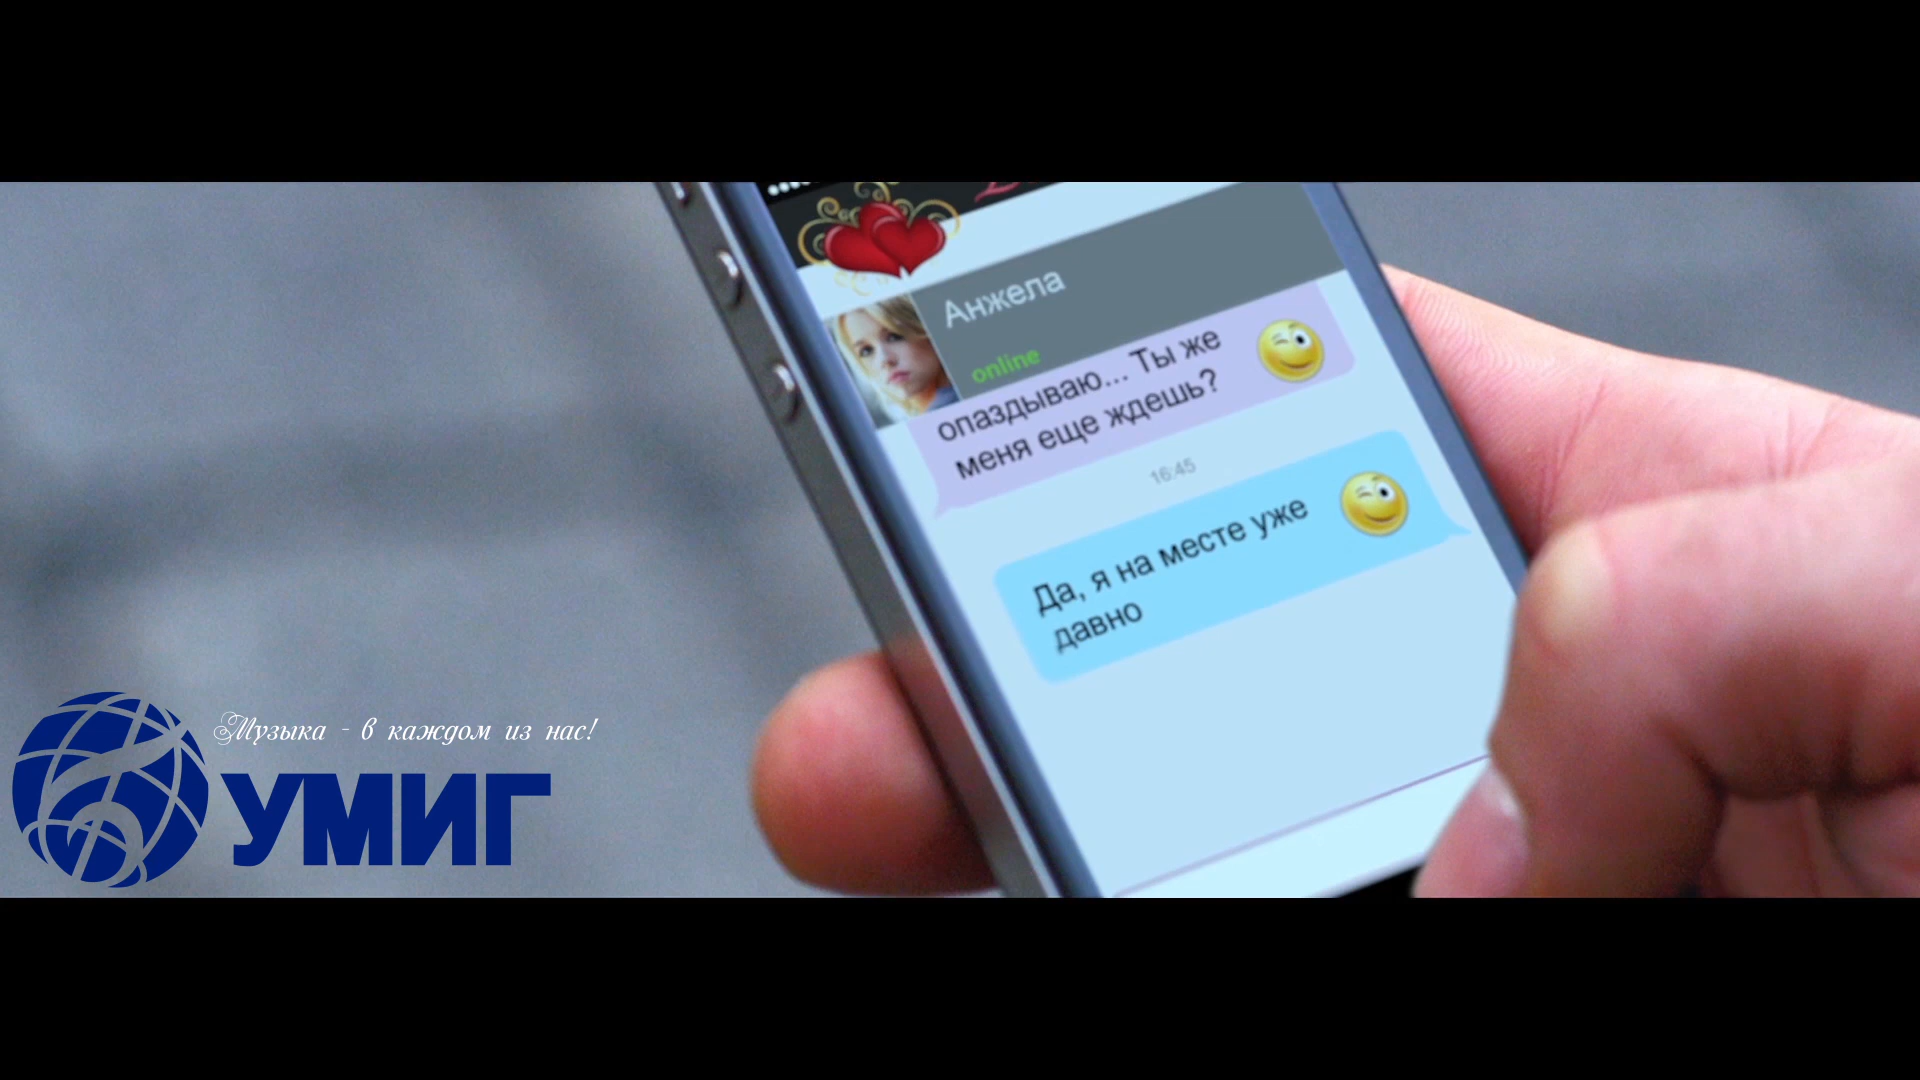 Анжела
online
опаздываю... Ты же
меня еще ждешь?
16:45
Да, я на месте уже
давно
Музыка - в каждом из нас!
УМИГ